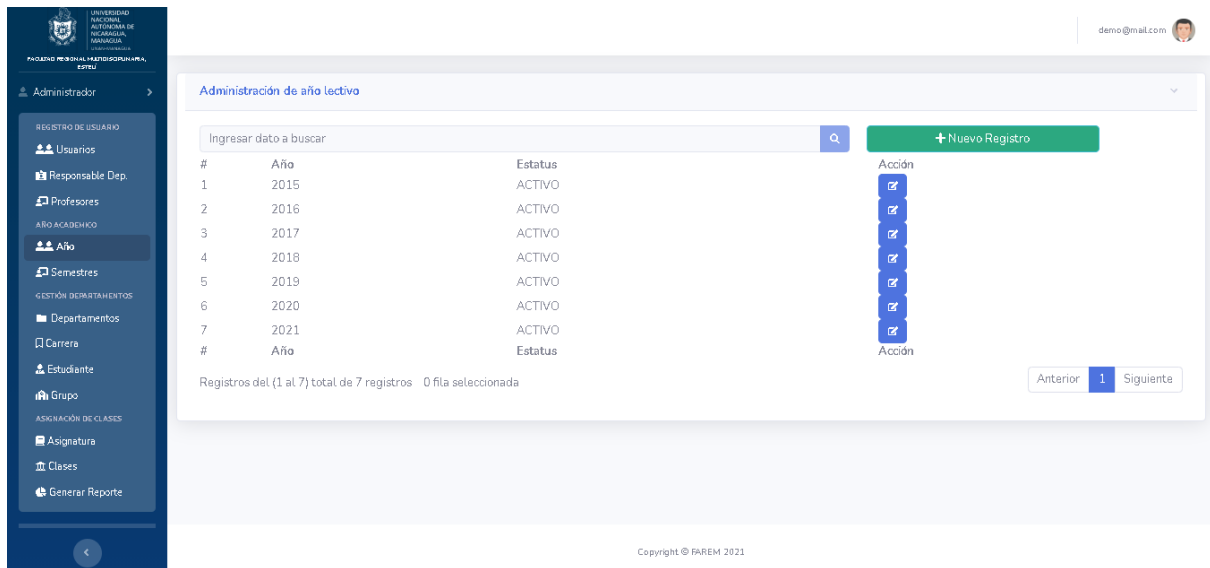 UNIVERSIDAD
NACIONAL
AUTÓNOMA DE
NICARAGUA,
MANAGUA
UNAN-MANAGUA
FACULTAD REGIONAL MULTIDISCIPLINARIA,
ESTELÍ
demo@mail.com
Administrador
REGISTRO DE USUARIO
Usuarios
Responsable Dep.
Profesores
AÑO ACADEMICO
Año
Semestres
GESTIÓN DEPARTAMENTOS
Departamentos
Carrera
Estudiante
Grupo
ASIGNACIÓN DE CLASES
Asignatura
Clases
Generar Reporte
Administración de año lectivo
Ingresar dato a buscar
Nuevo Registro
# Año Estatus Acción
1 2015 ACTIVO
2 2016 ACTIVO
3 2017 ACTIVO
4 2018 ACTIVO
5 2019 ACTIVO
6 2020 ACTIVO
7 2021 ACTIVO
# Año Estatus Acción
Registros del (1 al 7) total de 7 registros 0 fila seleccionada
Anterior 1 Siguiente
Copyright © FAREM 2021